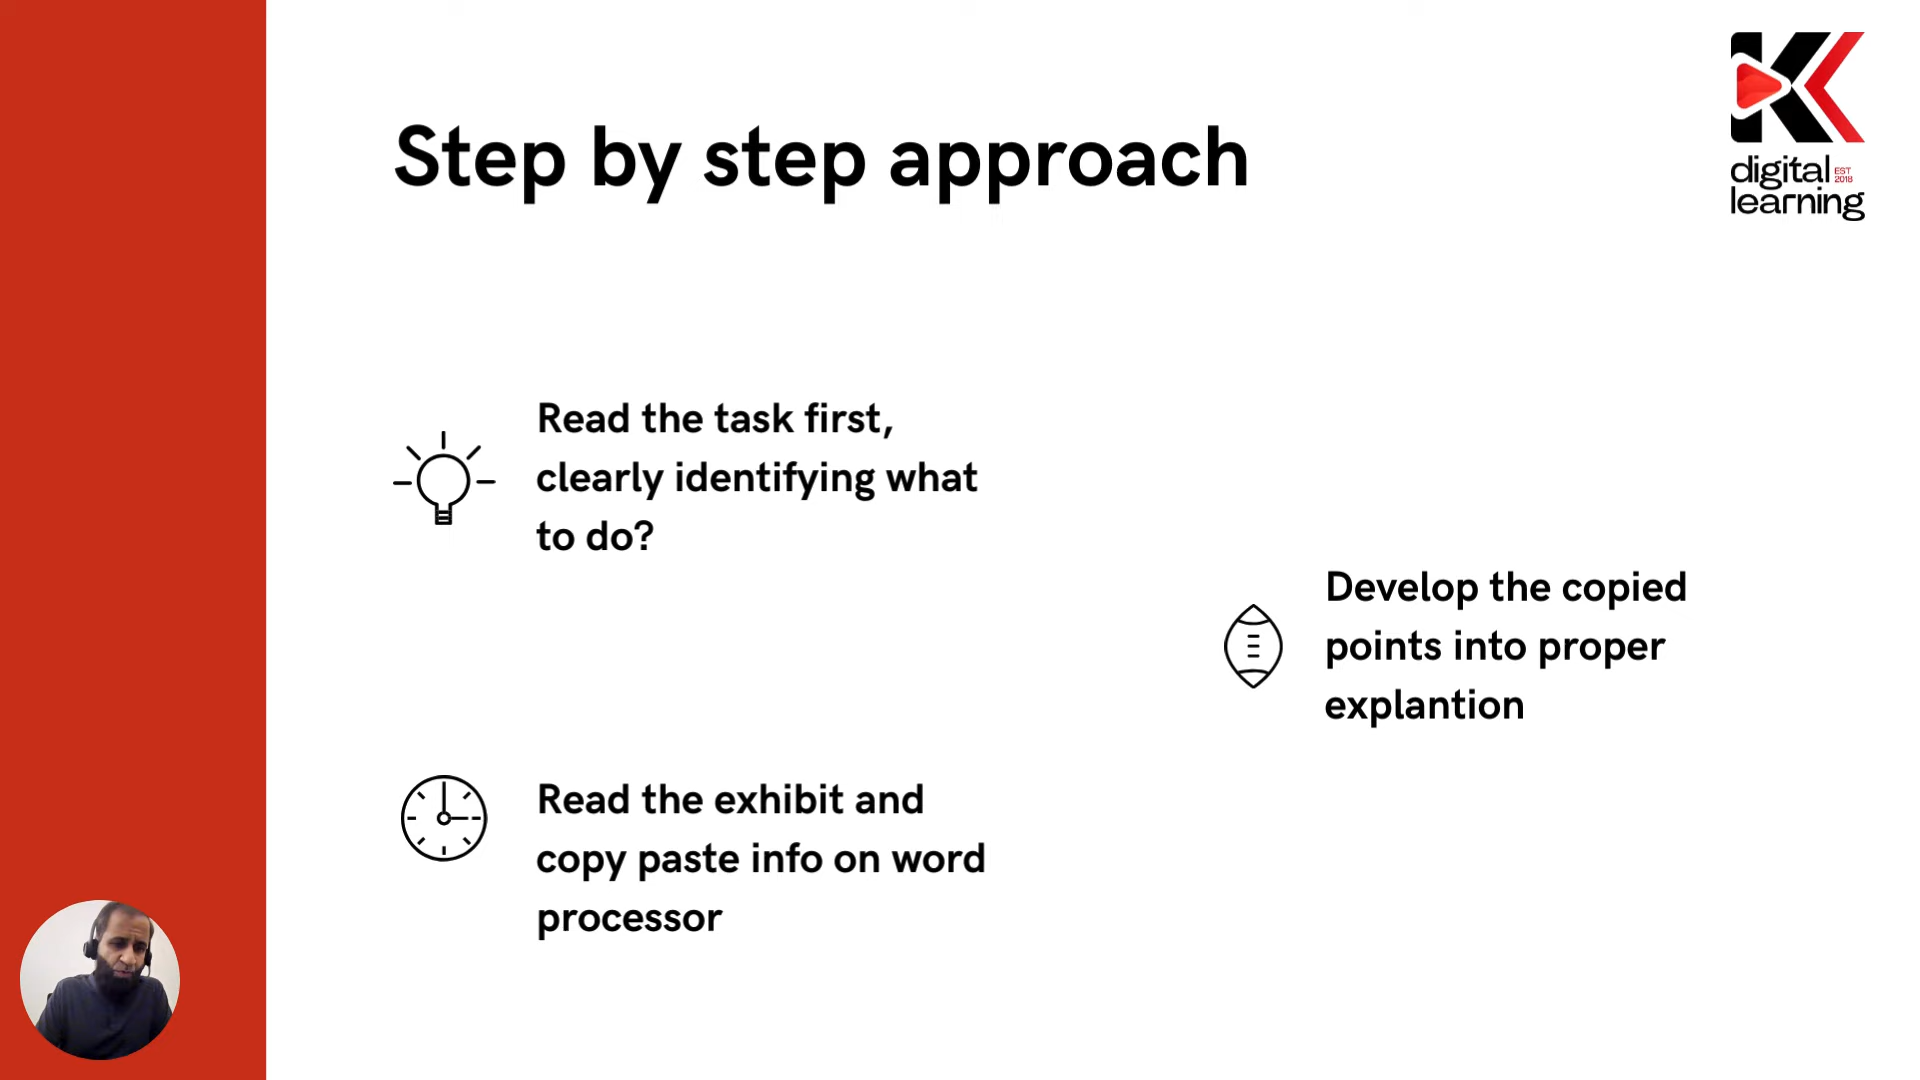 Step by step approach
digital EST 2018
learning
Read the task first,
clearly identifying what
to do?
Read the exhibit and
copy paste info on word
processor
Develop the copied
points into proper
explantion